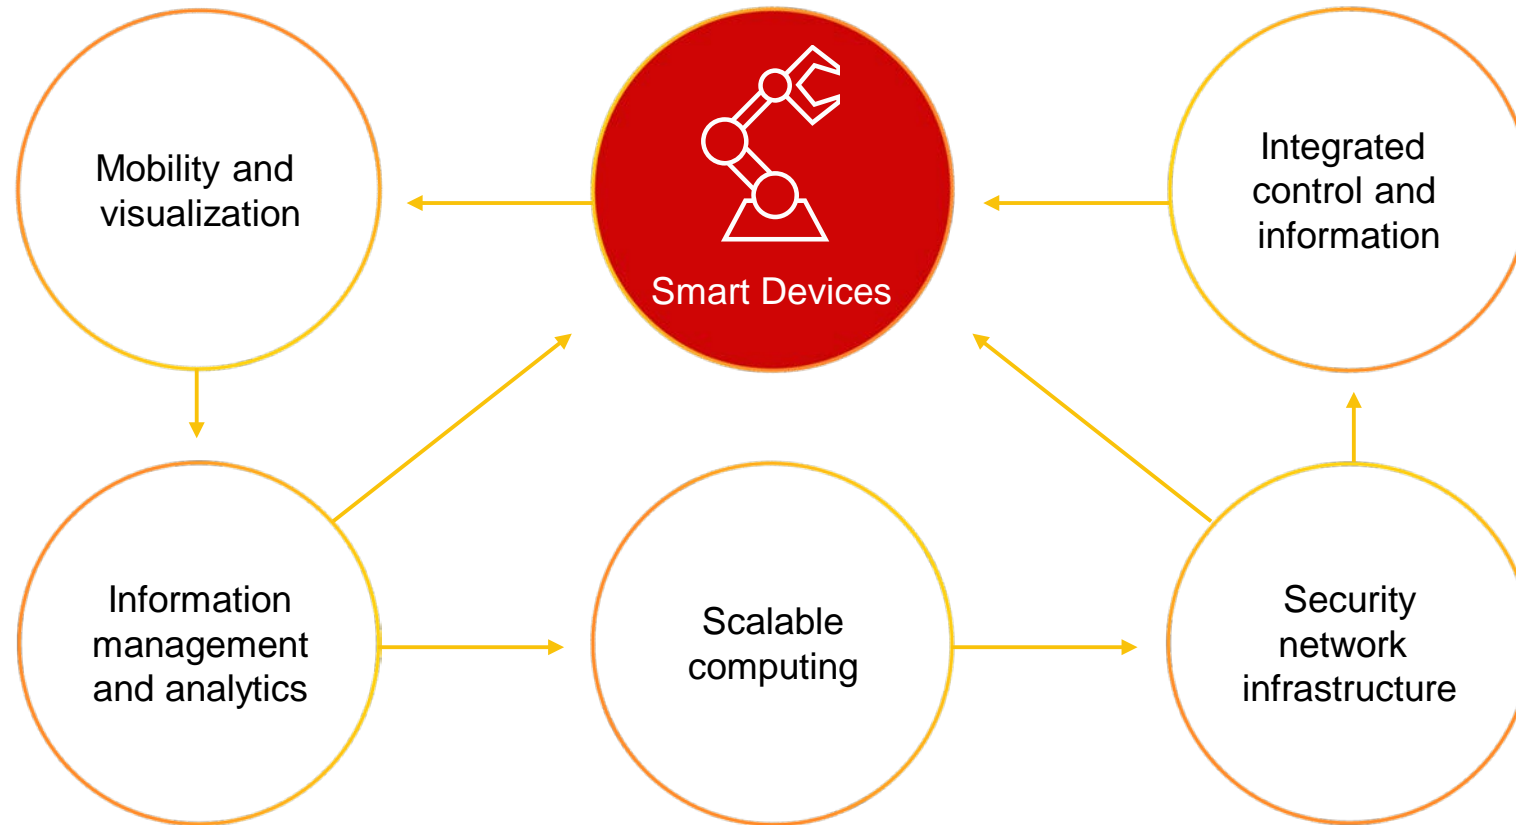 Mobility and
visualization
Smart Devices
Integrated
control and
information
Information
management
and analytics
Scalable
computing
Security
network
infrastructure